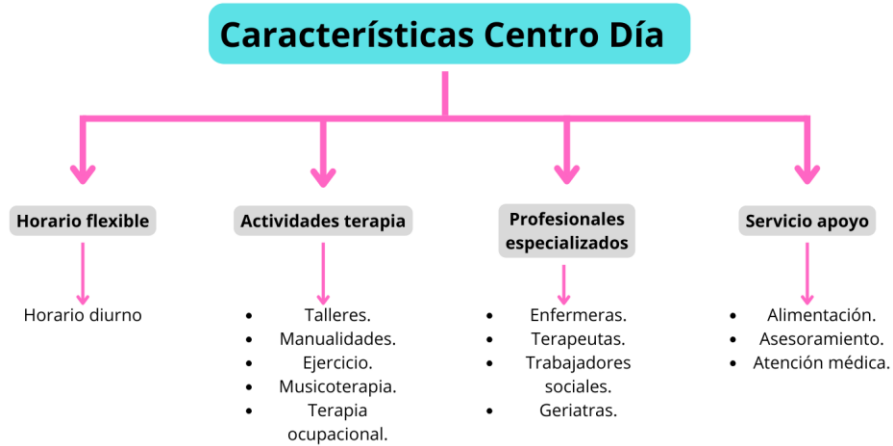 Características Centro Día
Horario flexible
Horario diurno
Actividades terapia
• Talleres.
• Manualidades.
• Ejercicio.
• Musicoterapia.
• Terapia
ocupacional.
Profesionales
especializados
• Enfermeras.
• Terapeutas.
• Trabajadores
sociales.
• Geriatras.
Servicio apoyo
• Alimentación.
• Asesoramiento.
• Atención médica.